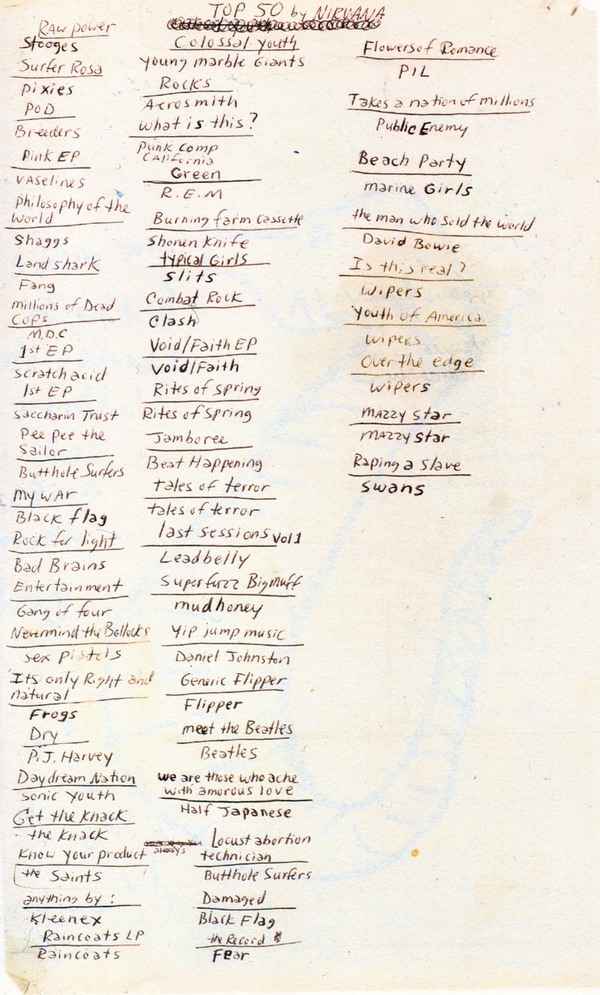 TOP 50 by NIRVANA
Raw power
Stooges
Surfer Rosa
Pixies
PoD
Breeders
Pink EP
Vaselines
Philosophy of the
World
Shaggs
Land shark
Fang
millions of Dead
Cops
M.D.C
1st EP
Scratch acid
1st EP
Saccharin Trust
Pee Pee the
Sailor
Butthole Surfers
My WAr
Black flag
Rock for light
Bad Brains
Entertainment
Gang of four
Nevermind the Bollocks
sex pistols
Its only Right and
natural
Frogs
Dry
P.J. Harvey
Daydream Nation
Sonic Youth
Get the Knack
the Knack
Know your product
the Saints
anything by :
Kleenex
Raincoats LP
Raincoats
Colossal Youth
Young marble Giants
Rocks
Aerosmith
What is this?
Punk Comp
California
Green
R.E.M
Burning farm Cassette
Shonen Knife
typical Girls
Slits
Combat Rock
Clash
Void/Faith EP
Void/Faith
Rites of Spring
Rites of Spring
Jamboree
Beat Happening
tales of terror
tales of terror
last sessions Vol 1
Leadbelly
Superfuzz Bigmuff
mudhoney
Yip jump music
Daniel Johnston
Generic Flipper
Flipper
meet the Beatles
Beatles
we are those who ache
with amorous love
Half Japanese
Locust abortion
technician
Butthole Surfers
Damaged
Black Flag
the Record
Fear
Flowers of Romance
PIL
Takes a nation of millions
Public Enemy
Beach Party
marine Girls
the man who sold the world
David Bowie
Is this real?
Wipers
Youth of America
Wipers
Over the edge
Wipers
mazzy Star
mazzy Star
Raping a Slave
Swans